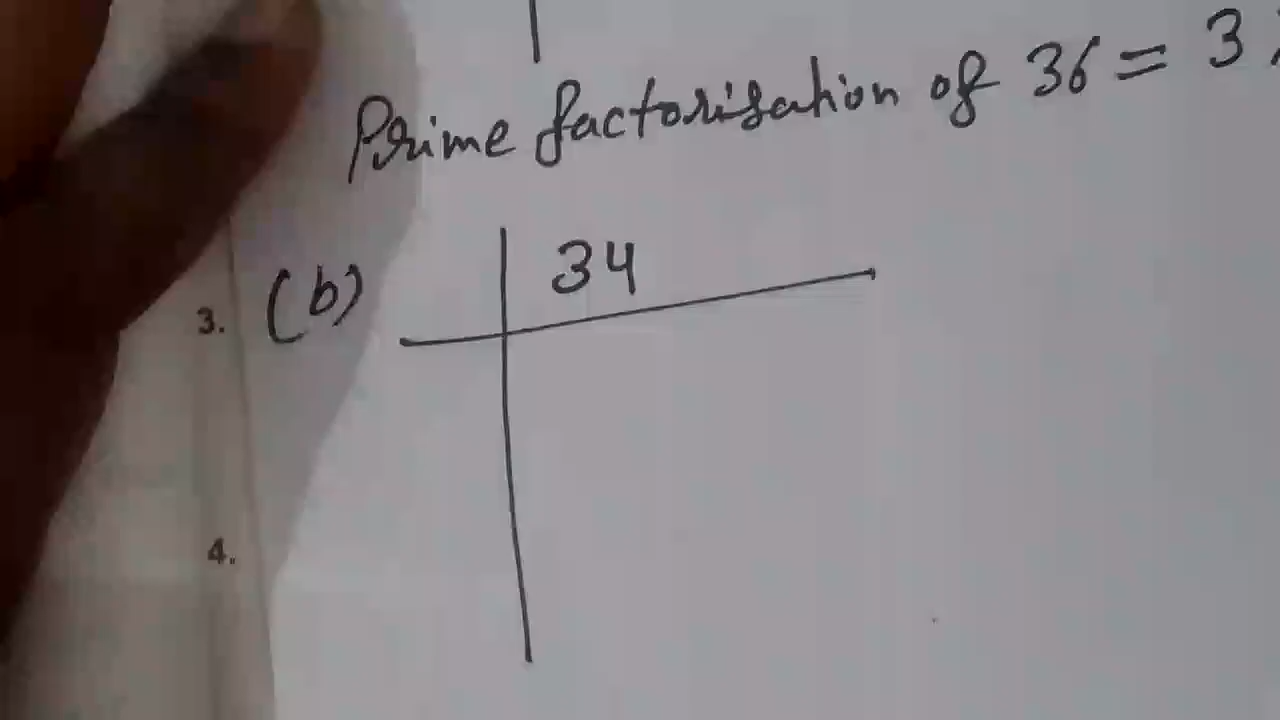 Prime factorisation of 36 = 3
(b) 34
3.
4.